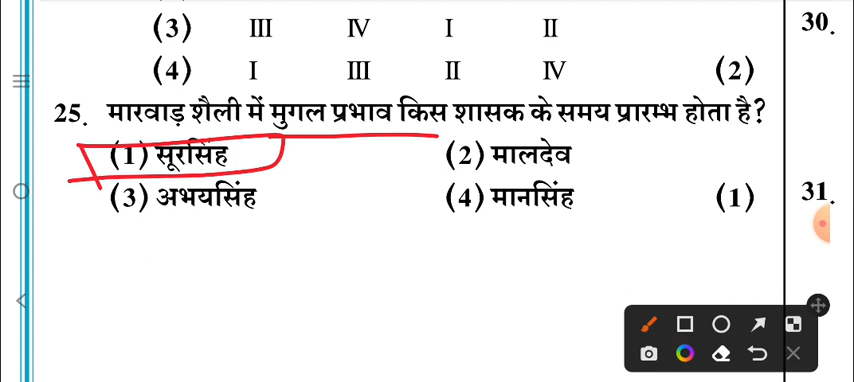 (3) III IV I II
30.
(4) I III II IV (2)
25. मारवाड़ शैली में मुगल प्रभाव किस शासक के समय प्रारम्भ होता है?
(1) सूरसिंह (2) मालदेव
(3) अभयसिंह (4) मानसिंह (1)
31.